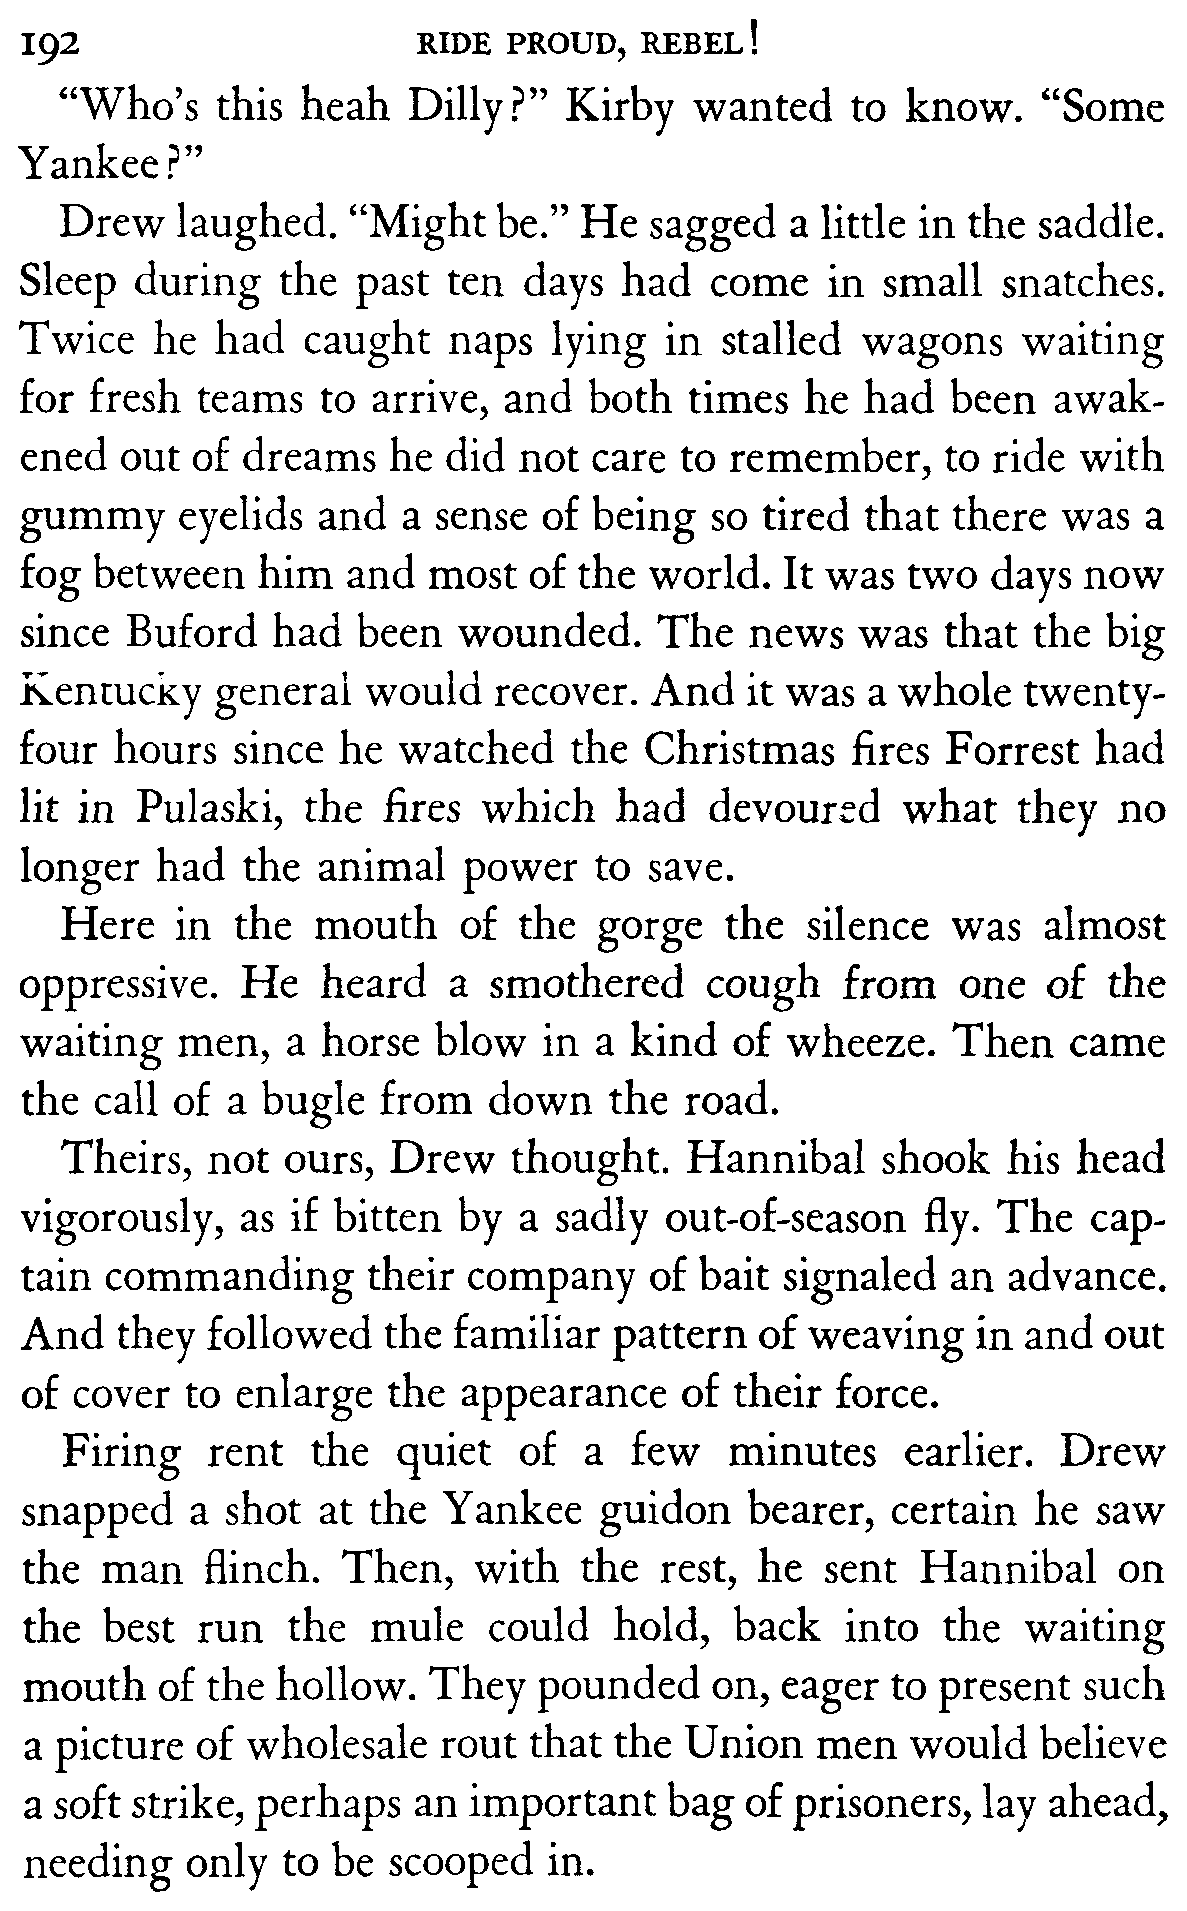 192 RIDE PROUD, REBEL!
“Who’s this heah Dilly?” Kirby wanted to know. “Some
Yankee?”
Drew laughed. “Might be.” He sagged a little in the saddle.
Sleep during the past ten days had come in small snatches.
Twice he had caught naps lying in stalled wagons waiting
for fresh teams to arrive, and both times he had been awak-
ened out of dreams he did not care to remember, to ride with
gummy eyelids and a sense of being so tired that there was a
fog between him and most of the world. It was two days now
since Buford had been wounded. The news was that the big
Kentucky general would recover. And it was a whole twenty-
four hours since he watched the Christmas fires Forrest had
lit in Pulaski, the fires which had devoured what they no
longer had the animal power to save.
Here in the mouth of the gorge the silence was almost
oppressive. He heard a smothered cough from one of the
waiting men, a horse blow in a kind of wheeze. Then came
the call of a bugle from down the road.
Theirs, not ours, Drew thought. Hannibal shook his head
vigorously, as if bitten by a sadly out-of-season fly. The cap-
tain commanding their company of bait signaled an advance.
And they followed the familiar pattern of weaving in and out
of cover to enlarge the appearance of their force.
Firing rent the quiet of a few minutes earlier. Drew
snapped a shot at the Yankee guidon bearer, certain he saw
the man flinch. Then, with the rest, he sent Hannibal on
the best run the mule could hold, back into the waiting
mouth of the hollow. They pounded on, eager to present such
a picture of wholesale rout that the Union men would believe
a soft strike, perhaps an important bag of prisoners, lay ahead,
needing only to be scooped in.